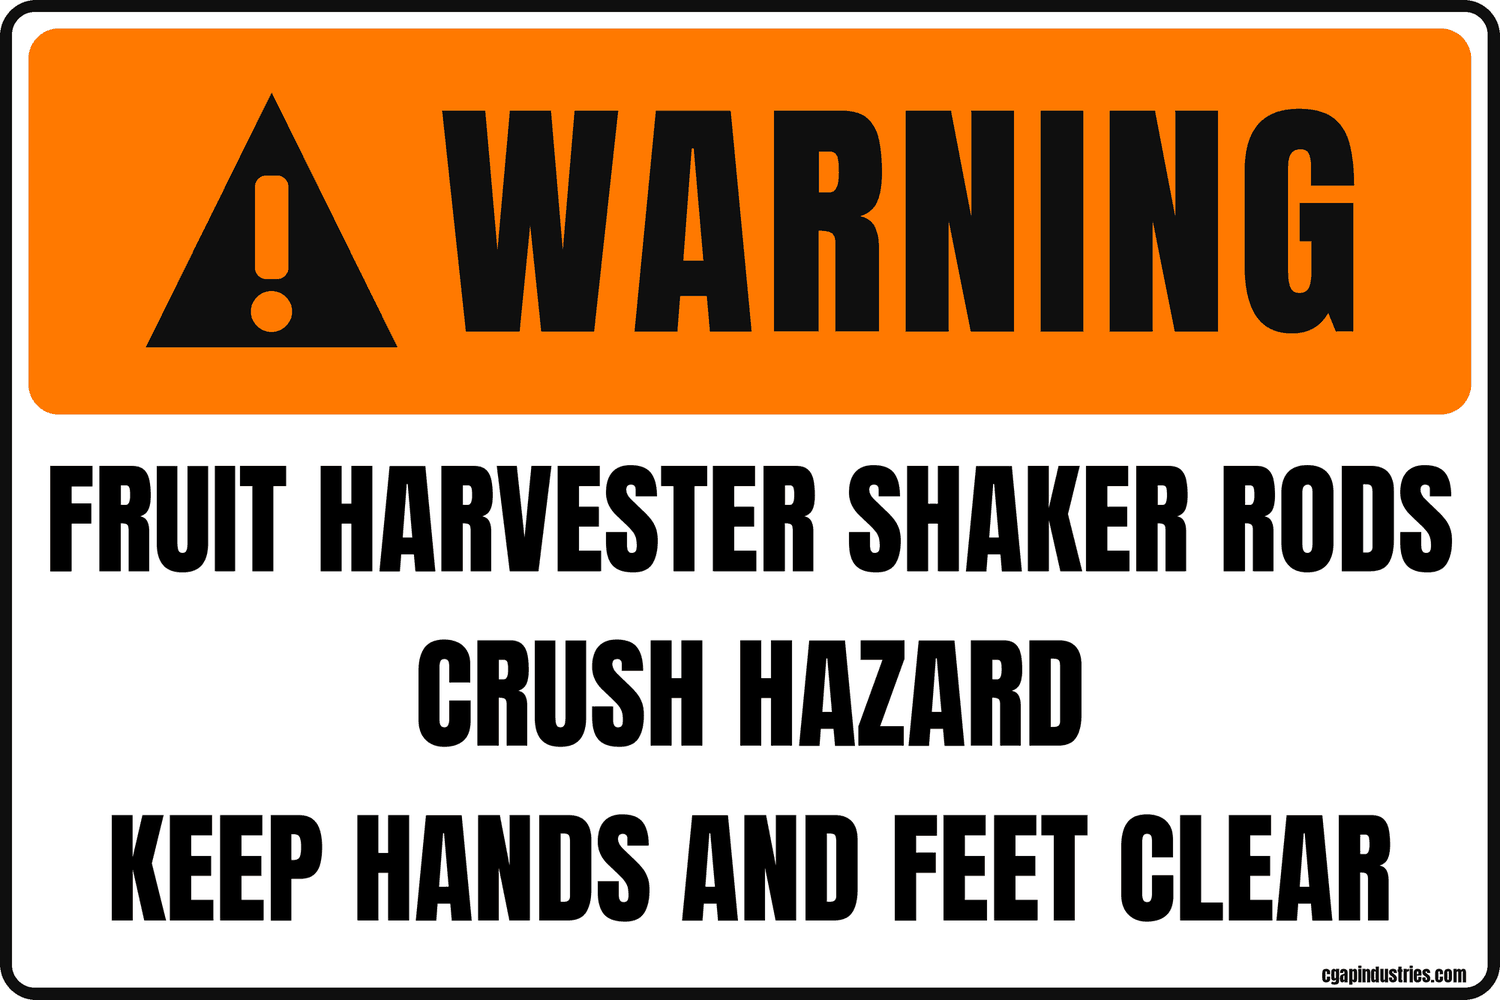 WARNING
FRUIT HARVESTER SHAKER RODS
CRUSH HAZARD
KEEP HANDS AND FEET CLEAR
cgapindustries.com